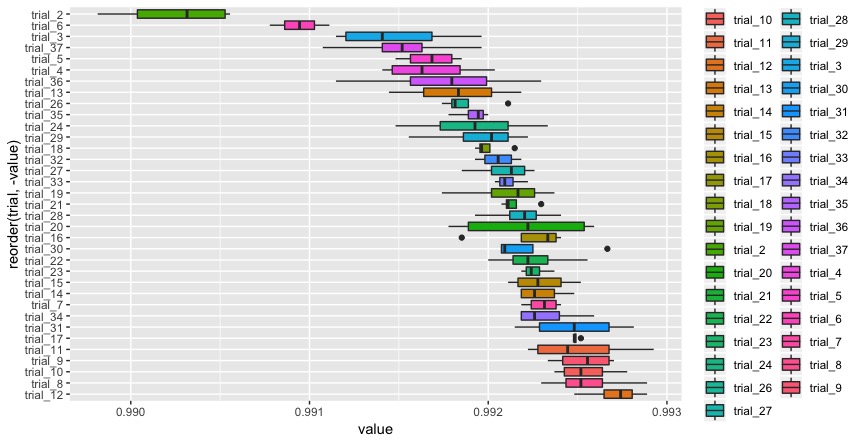 trial_2
trial_6
trial_3
trial_37
trial_5
trial_4
trial_36
trial_13
trial_26
trial_35
trial_24
trial_29
trial_18
trial_32
trial_27
trial_33
trial_19
trial_21
trial_28
trial_20
trial_16
trial_30
trial_22
trial_23
trial_15
trial_14
trial_7
trial_34
trial_31
trial_17
trial_11
trial_9
trial_10
trial_8
trial_12
reorder(trial, -value)
0.990 0.991 0.992 0.993
value
trial_10
trial_11
trial_12
trial_13
trial_14
trial_15
trial_16
trial_17
trial_18
trial_19
trial_2
trial_20
trial_21
trial_22
trial_23
trial_24
trial_26
trial_27
trial_28
trial_29
trial_3
trial_30
trial_31
trial_32
trial_33
trial_34
trial_35
trial_36
trial_37
trial_4
trial_5
trial_6
trial_7
trial_8
trial_9